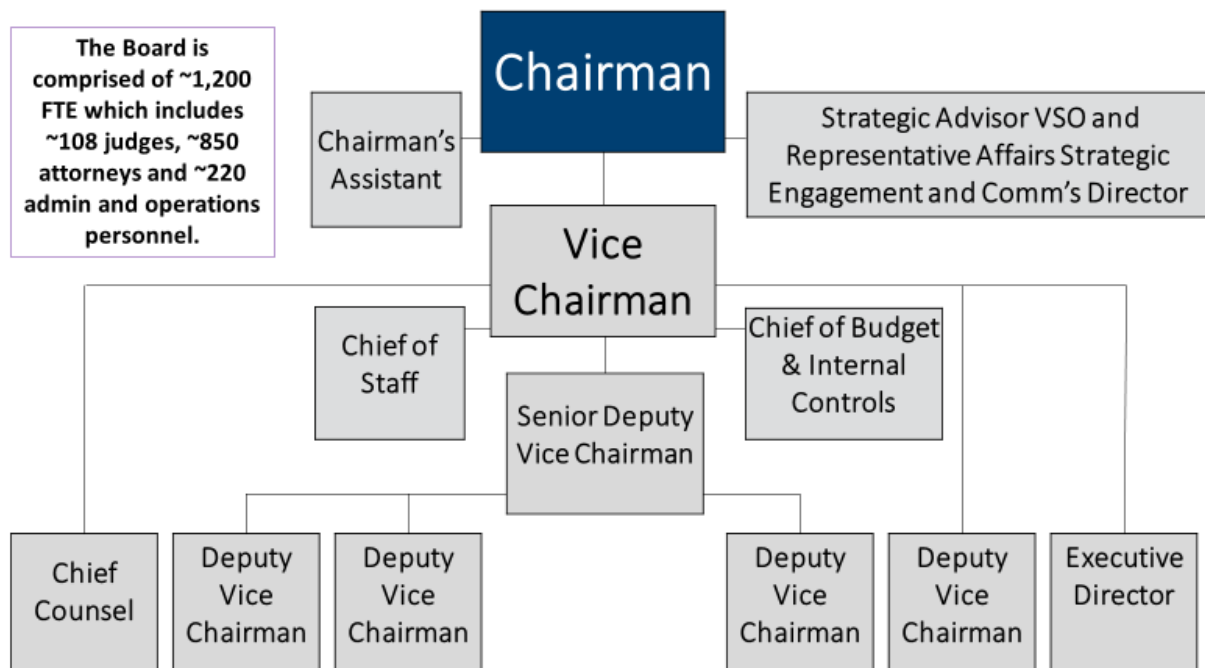 The Board is
comprised of ~1,200
FTE which includes
~108 judges, ~850
attorneys and ~220
admin and operations
personnel.
Chairman
Chairman’s
Assistant
Strategic Advisor VSO and
Representative Affairs Strategic
Engagement and Comm’s Director
Vice
Chairman
Chief of
Staff
Chief of Budget
& Internal
Controls
Senior Deputy
Vice Chairman
Chief
Counsel
Deputy
Vice
Chairman
Deputy
Vice
Chairman
Deputy
Vice
Chairman
Deputy
Vice
Chairman
Executive
Director